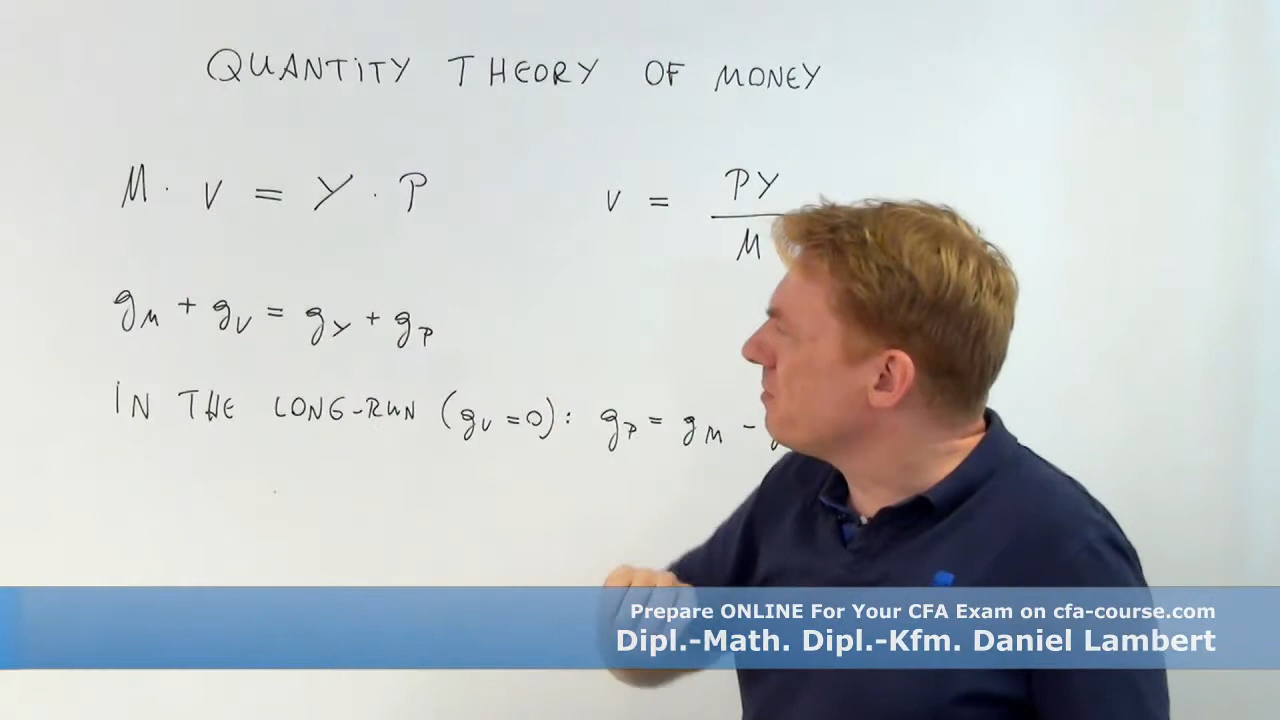 QUANTITY THEORY OF MONEY
M · v = Y · P
v = PY / M
g_M + g_v = g_Y + g_P
IN THE LONG-RUN (g_v = 0): g_P = g_M - g
Prepare ONLINE For Your CFA Exam on cfa-course.com
Dipl.-Math. Dipl.-Kfm. Daniel Lambert